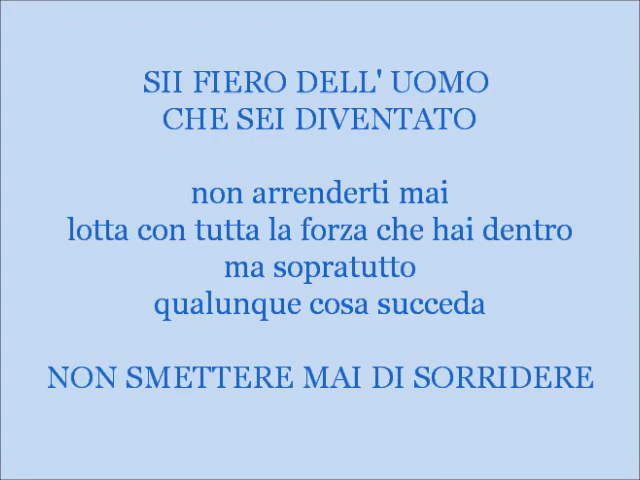 SII FIERO DELL' UOMO
CHE SEI DIVENTATO
non arrenderti mai
lotta con tutta la forza che hai dentro
ma sopratutto
qualunque cosa succeda
NON SMETTERE MAI DI SORRIDERE